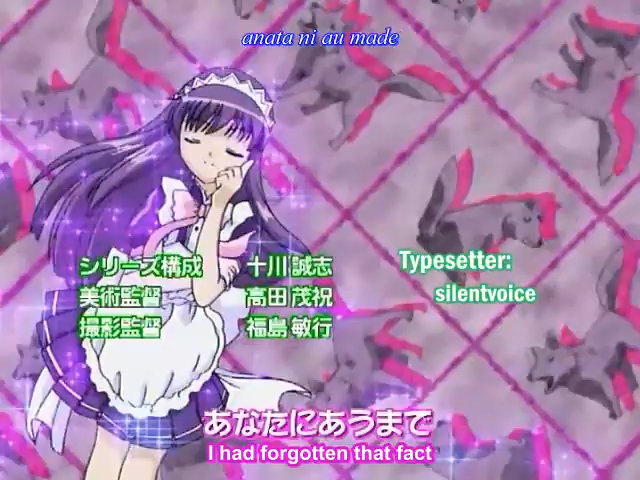 anata ni au made
シリーズ構成 十川誠志
美術監督 高田茂祝
撮影監督 福島敏行
Typesetter:
silentvoice
あなたにあうまで
I had forgotten that fact